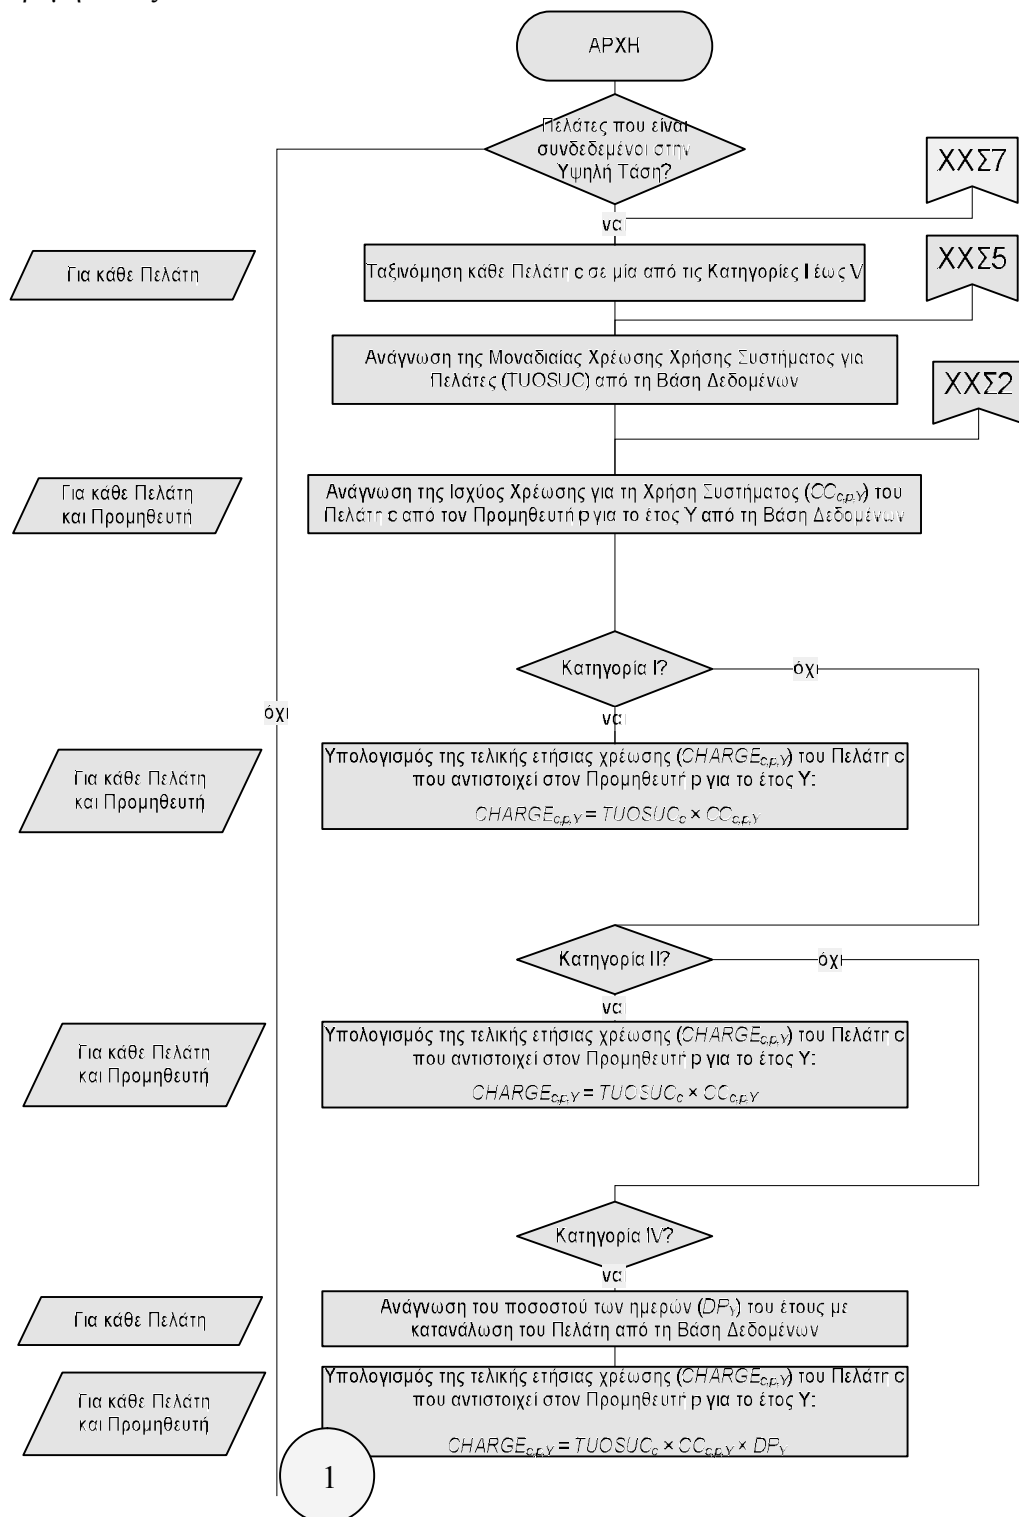 ΑΡΧΗ
Πελάτες που είναι
συνδεδεμένοι στην
Υψηλή Τάση?
ΧΧΣ7
ναι
Για κάθε Πελάτη
Ταξινόμηση κάθε Πελάτη c σε μία από τις Κατηγορίες I έως V
ΧΧΣ5
Ανάγνωση της Μοναδιαίας Χρέωσης Χρήσης Συστήματος για
Πελάτες (TUOSUC) από τη Βάση Δεδομένων
ΧΧΣ2
Για κάθε Πελάτη
και Προμηθευτή
Ανάγνωση της Ισχύος Χρέωσης για τη Χρήση Συστήματος (CCc,p,Y) του
Πελάτη c από τον Προμηθευτή p για το έτος Y από τη Βάση Δεδομένων
Κατηγορία I?
όχι
όχι
ναι
Για κάθε Πελάτη
και Προμηθευτή
Υπολογισμός της τελικής ετήσιας χρέωσης (CHARGEc,p,Y) του Πελάτη c
που αντιστοιχεί στον Προμηθευτή p για το έτος Y:
CHARGEc,p,Y = TUOSUCc × CCc,p,Y
Κατηγορία II?
όχι
ναι
Για κάθε Πελάτη
και Προμηθευτή
Υπολογισμός της τελικής ετήσιας χρέωσης (CHARGEc,p,Y) του Πελάτη c
που αντιστοιχεί στον Προμηθευτή p για το έτος Y:
CHARGEc,p,Y = TUOSUCc × CCc,p,Y
Κατηγορία IV?
ναι
Για κάθε Πελάτη
Ανάγνωση του ποσοστού των ημερών (DPY) του έτους με
κατανάλωση του Πελάτη από τη Βάση Δεδομένων
Για κάθε Πελάτη
και Προμηθευτή
Υπολογισμός της τελικής ετήσιας χρέωσης (CHARGEc,p,Y) του Πελάτη c
που αντιστοιχεί στον Προμηθευτή p για το έτος Y:
CHARGEc,p,Y = TUOSUCc × CCc,p,Y × DPY
1